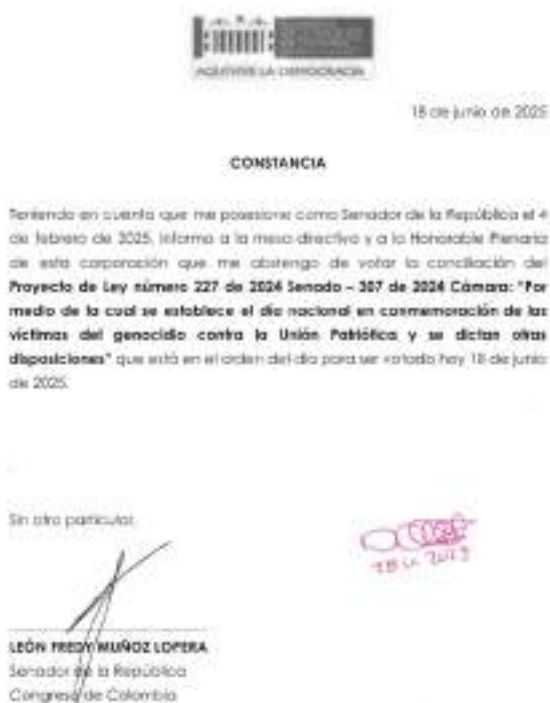 AQUÍ VIVE LA DEMOCRACIA
18 de junio de 2025
CONSTANCIA
Teniendo en cuenta que me posesione como Senador de la República el 4
de febrero de 2025, informo a la mesa directiva y a la Honorable Plenaria
de esta corporación que me abstengo de votar la conciliación del
Proyecto de Ley número 227 de 2024 Senado – 307 de 2024 Cámara: "Por
medio de la cual se establece el día nacional en conmemoración de las
víctimas del genocidio contra la Unión Patriótica y se dictan otras
disposiciones" que está en el orden del día para ser votado hoy 18 de junio
de 2025.
Sin otro particular,
LEÓN FREDY MUÑOZ LOPERA
Senador de la República
Congreso de Colombia